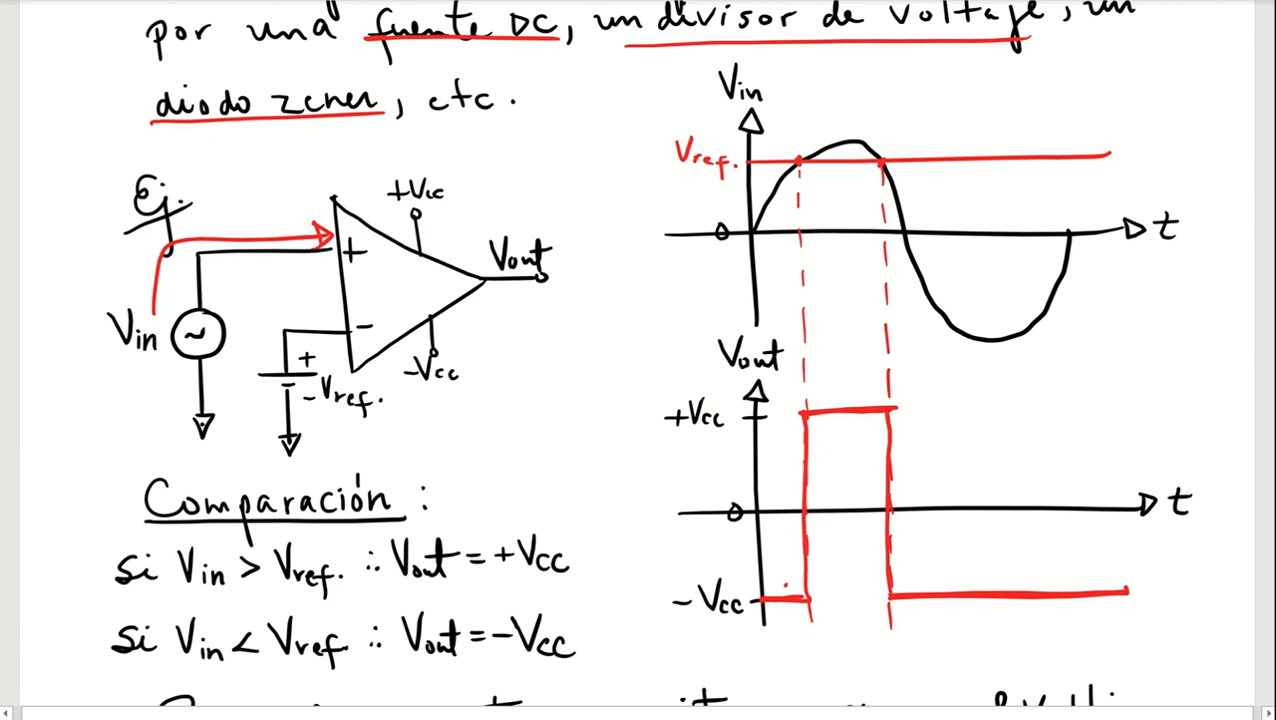 por una fuente DC, un divisor de voltaje, un
diodo zener, etc.
Ej.
+Vcc
+
Vout
Vin
~
-
+
-Vref.
-Vcc
Vin
Vref.
0
t
Vout
+Vcc
0
t
-Vcc
Comparación :
si Vin > Vref. ∴ Vout = +Vcc
si Vin < Vref. ∴ Vout = -Vcc